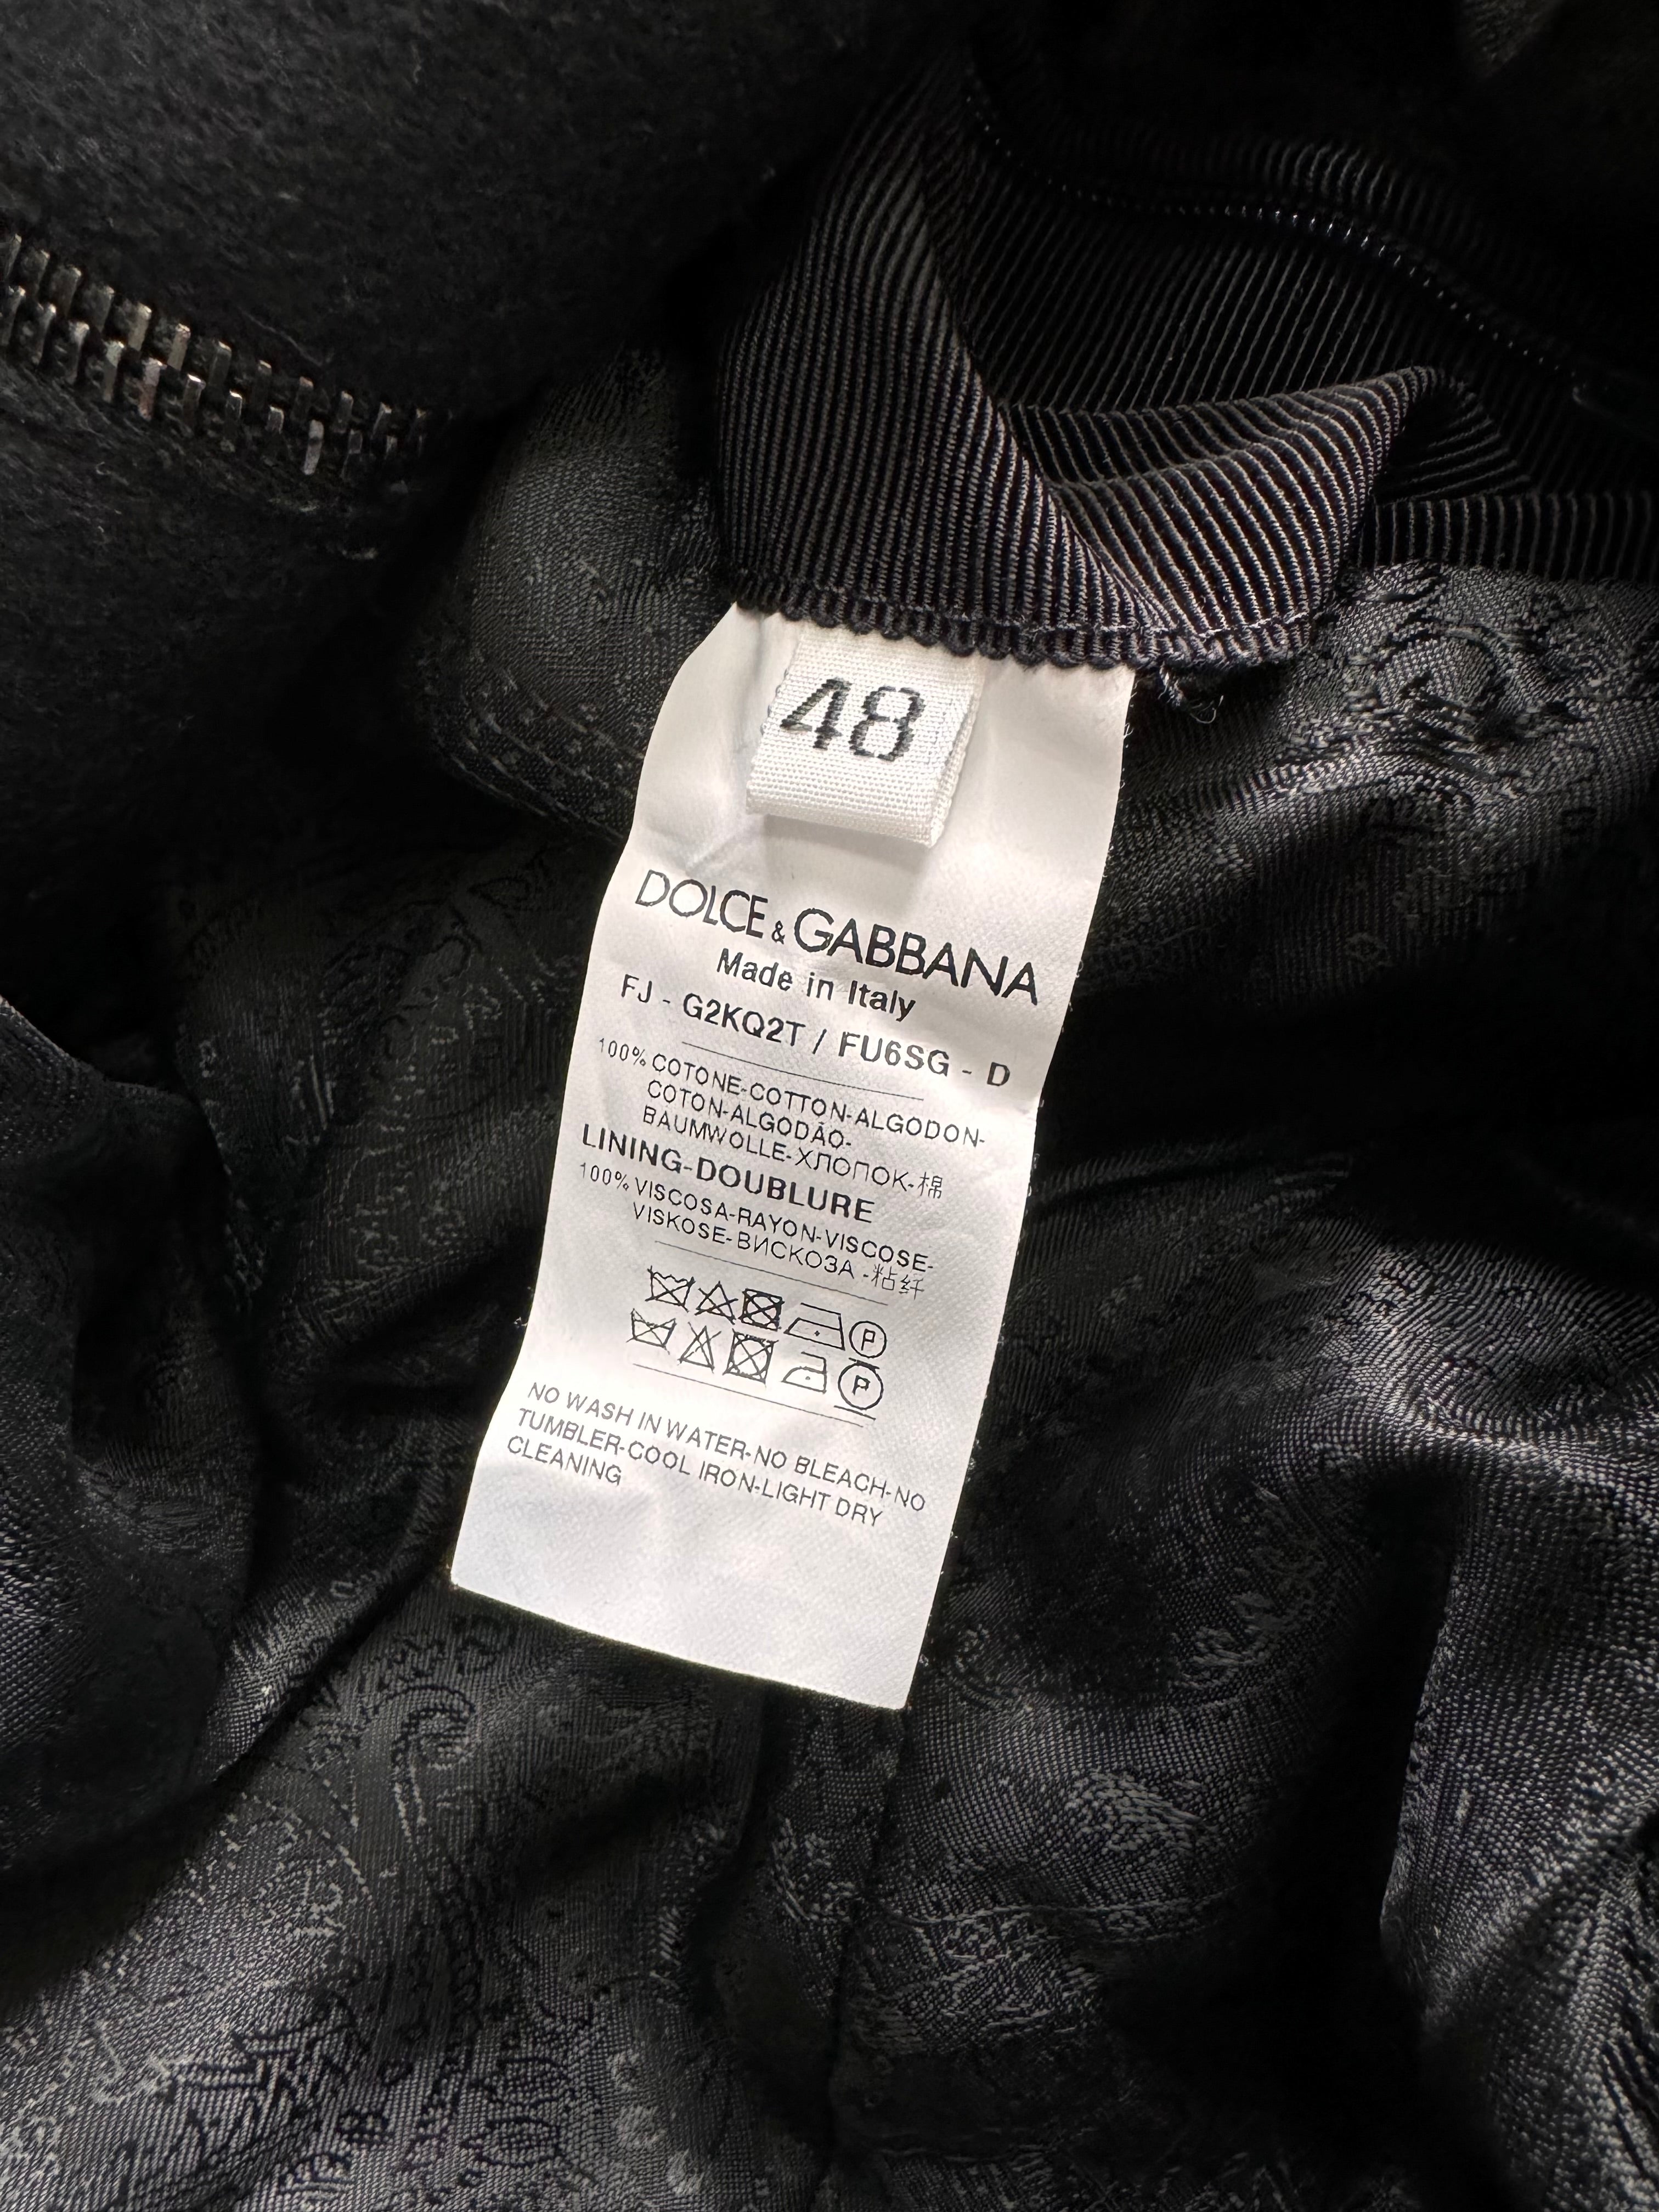 48
DOLCE & GABBANA
Made in Italy
FJ - G2KQ2T / FU6SG - D
100% COTONE-COTTON-ALGODON-
COTON-ALGODÃO-
BAUMWOLLE-ХЛОПОК-棉
LINING-DOUBLURE
100% VISCOSA-RAYON-VISCOSE-
VISKOSE-ВИСКОЗА -粘纤
P
P
NO WASH IN WATER-NO BLEACH-NO
TUMBLER-COOL IRON-LIGHT DRY
CLEANING